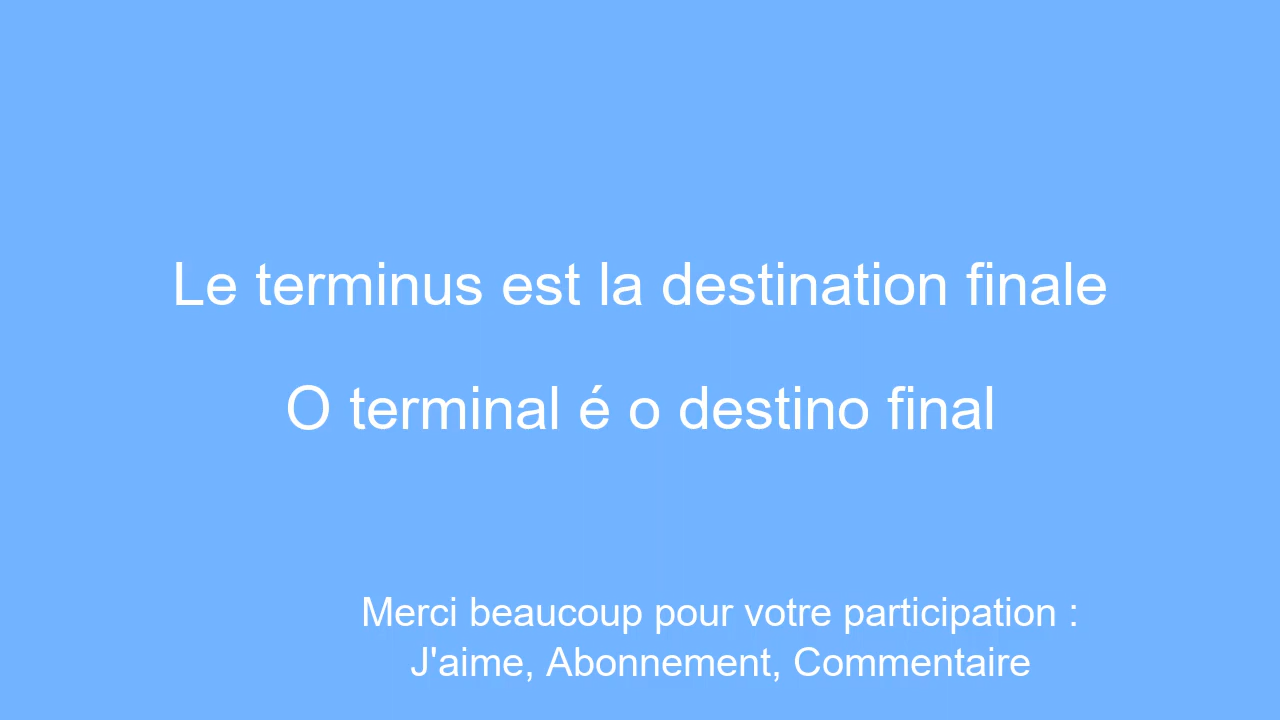 Le terminus est la destination finale
O terminal é o destino final
Merci beaucoup pour votre participation :
J'aime, Abonnement, Commentaire